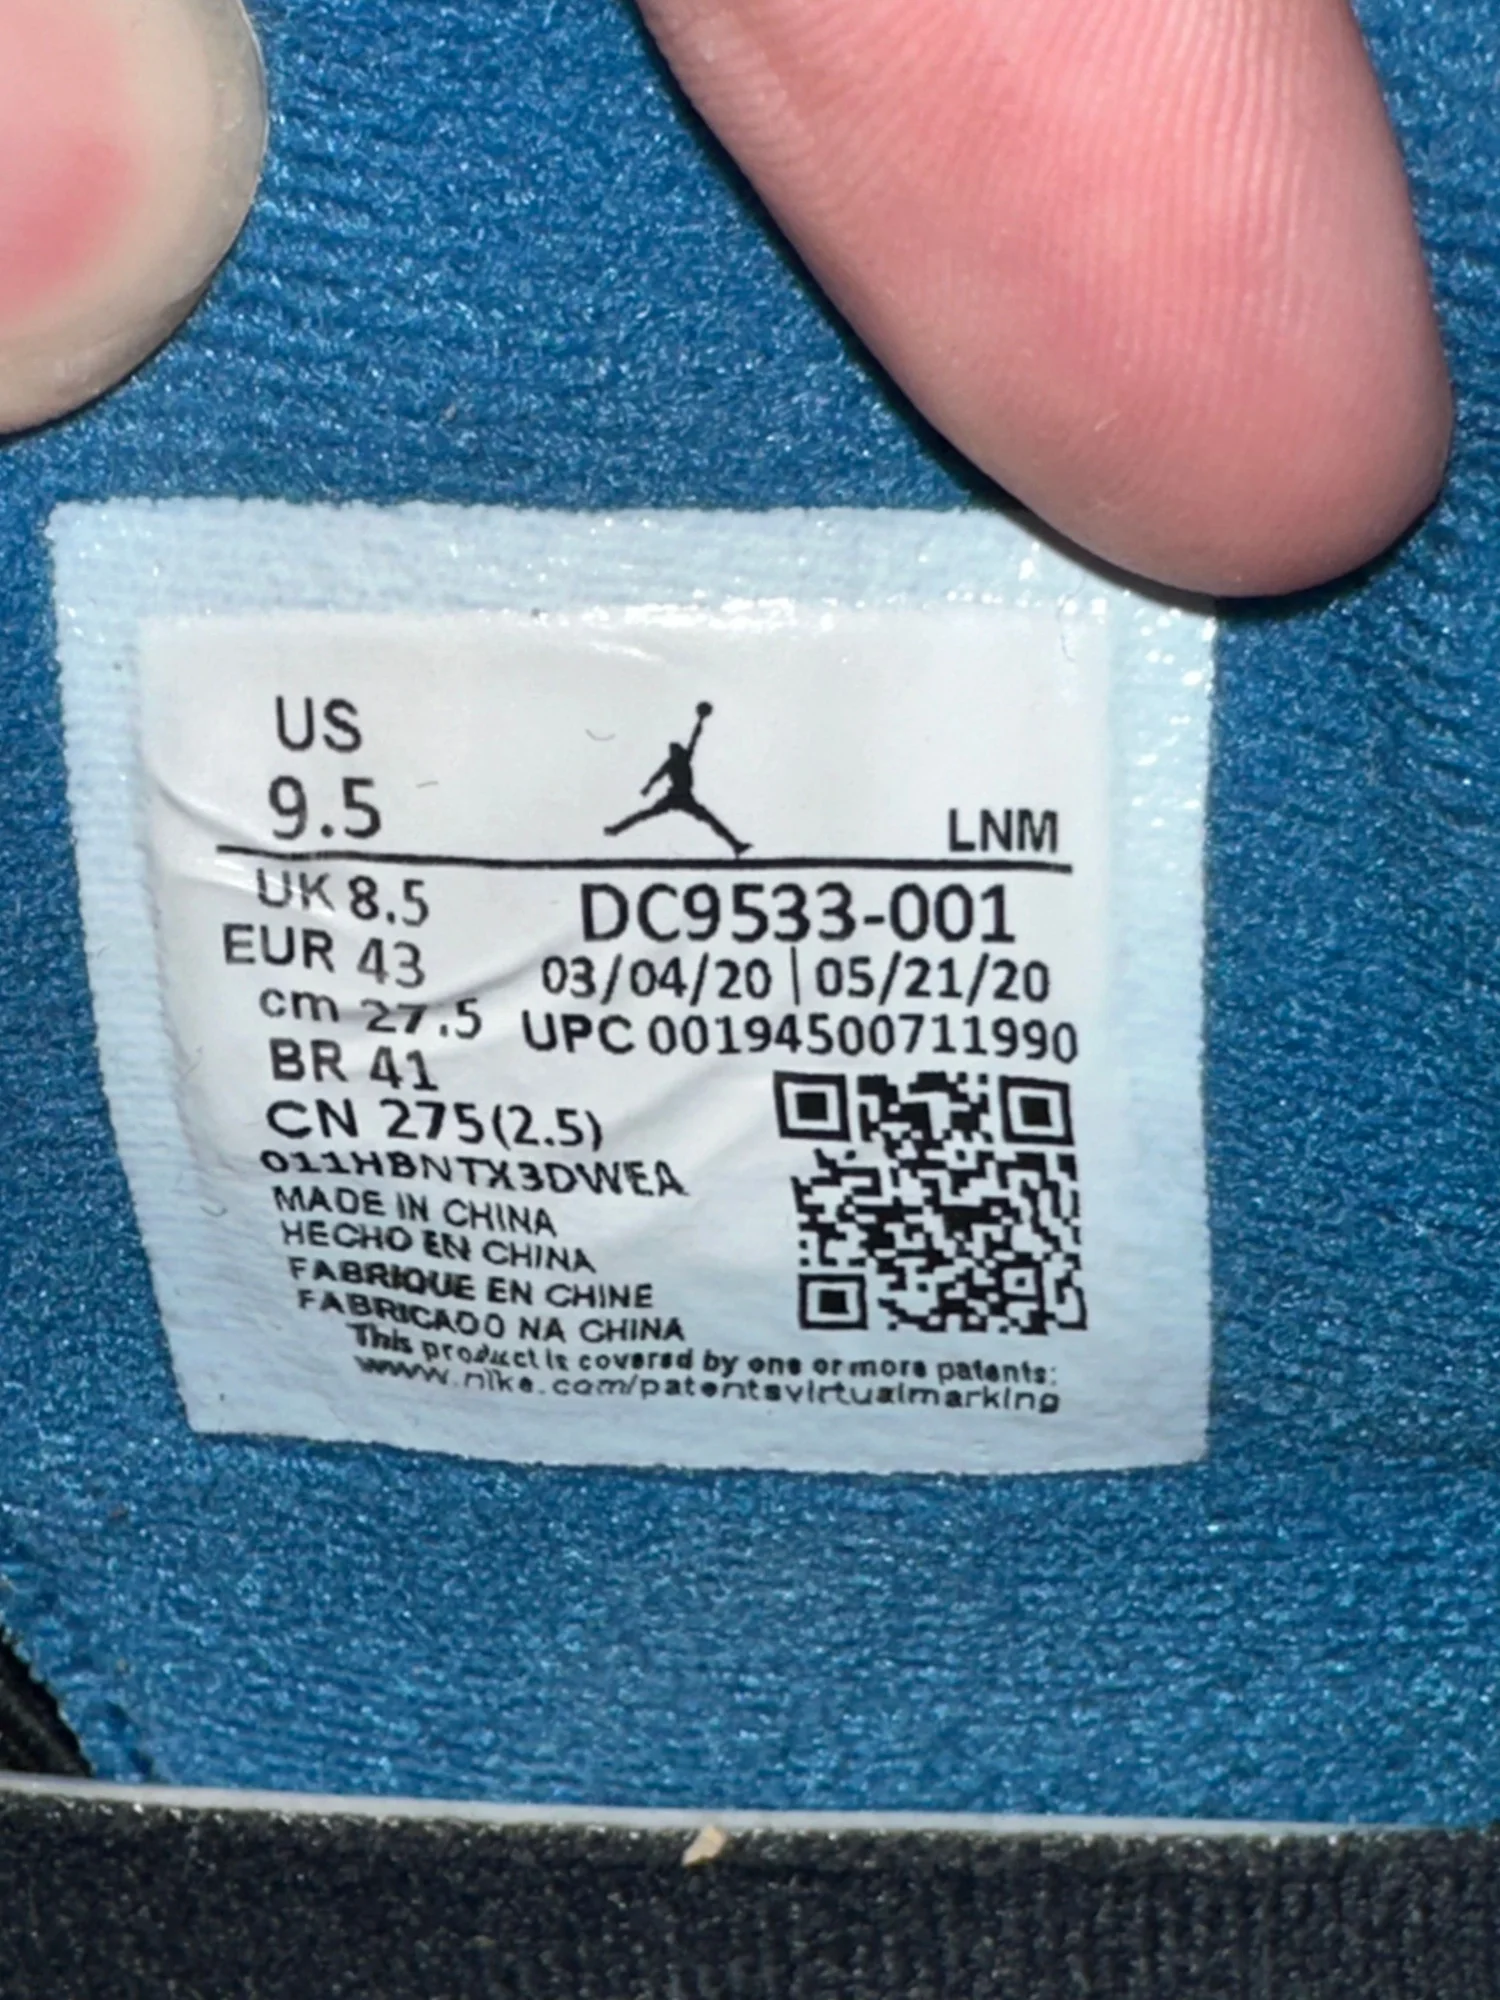 US
9.5
LNM
UK 8.5
EUR 43
cm 27.5
BR 41
CN 275(2.5)
DC9533-001
03/04/20 | 05/21/20
UPC 00194500711990
011HBNTX3DWEA
MADE IN CHINA
HECHO EN CHINA
FABRIQUE EN CHINE
FABRICADO NA CHINA
This product is covered by one or more patents:
www.nike.com/patentsvirtualmarking